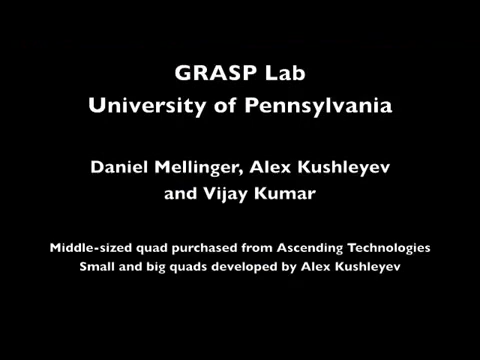 GRASP Lab
University of Pennsylvania
Daniel Mellinger, Alex Kushleyev
and Vijay Kumar
Middle-sized quad purchased from Ascending Technologies
Small and big quads developed by Alex Kushleyev